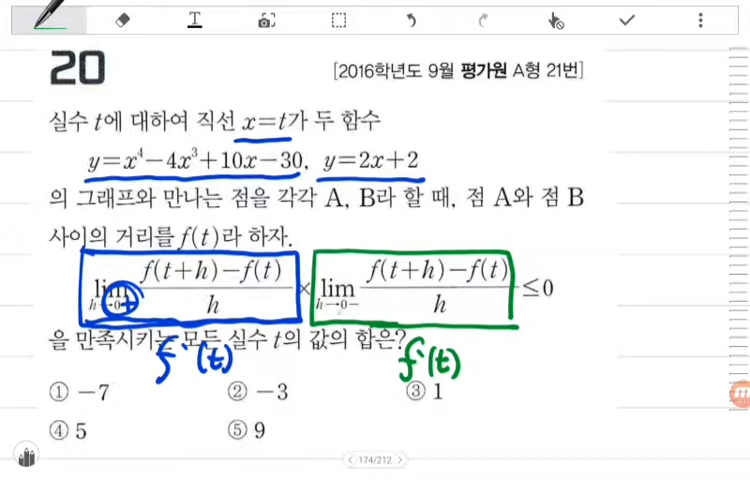 20
[2016학년도 9월 평가원 A형 21번]
실수 t에 대하여 직선 x=t가 두 함수
y=x⁴−4x³+10x−30, y=2x+2
의 그래프와 만나는 점을 각각 A, B라 할 때, 점 A와 점 B
사이의 거리를 f(t)라 하자.
lim h→0+ f(t+h)−f(t) / h × lim h→0− f(t+h)−f(t) / h ≤0
을 만족시키는 모든 실수 t의 값의 합은?
f'(t) f'(t)
① −7 ② −3 ③ 1
④ 5 ⑤ 9
< 174/212 >